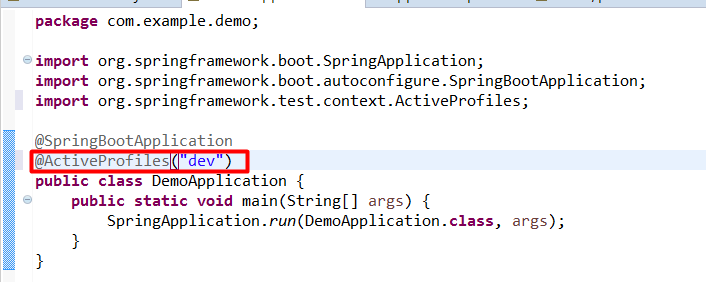 package com.example.demo;
import org.springframework.boot.SpringApplication;
import org.springframework.boot.autoconfigure.SpringBootApplication;
import org.springframework.test.context.ActiveProfiles;
@SpringBootApplication
@ActiveProfiles("dev")
public class DemoApplication {
public static void main(String[] args) {
SpringApplication.run(DemoApplication.class, args);
}
}